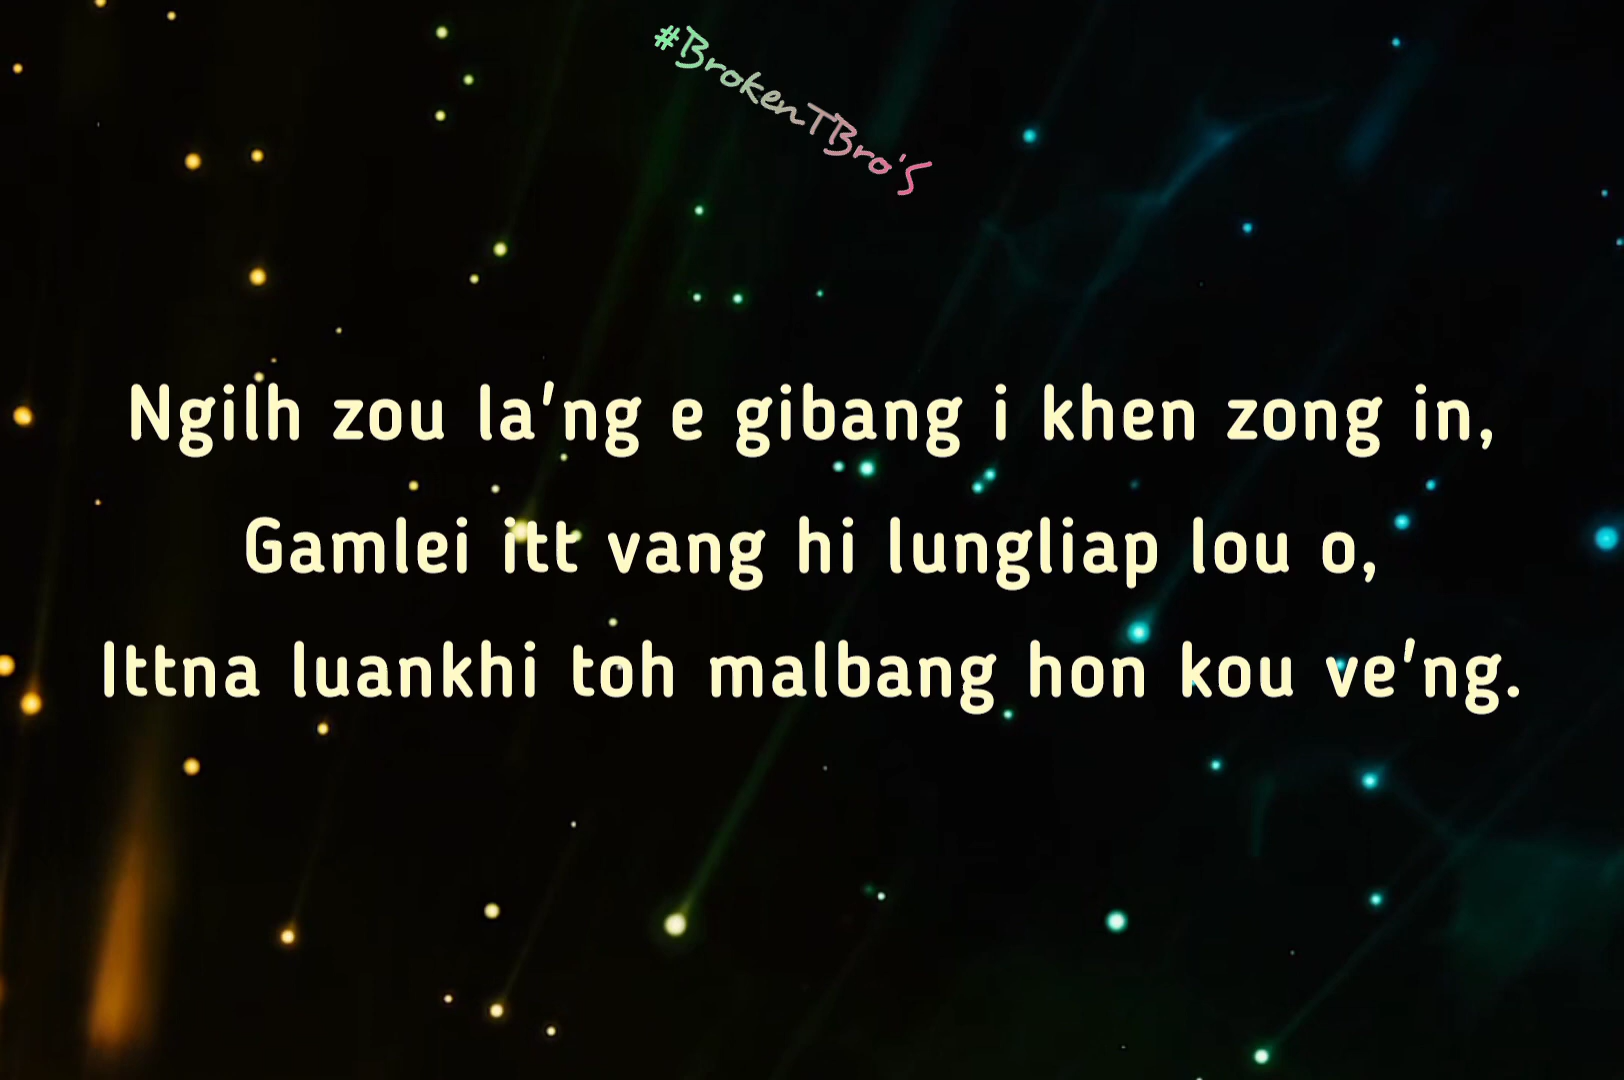 #BrokenTBro'S
Ngilh zou la'ng e gibang i khen zong in,
Gamlei itt vang hi lungliap lou o,
Ittna luankhi toh malbang hon kou ve'ng.